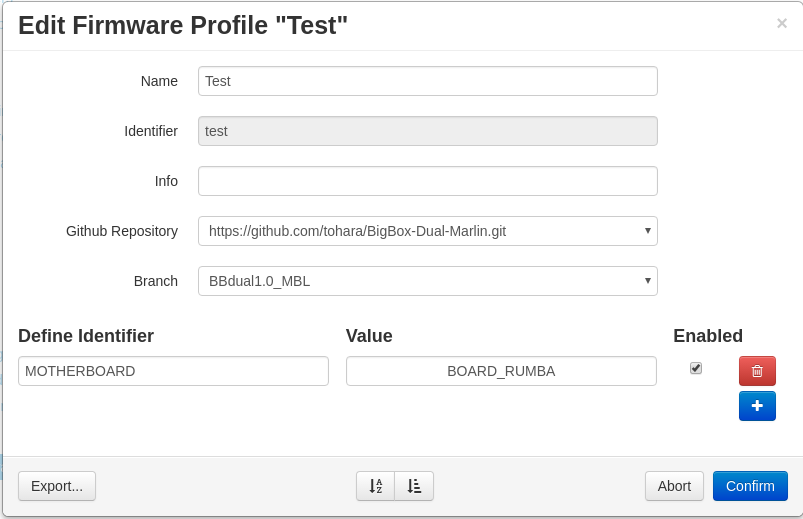 Edit Firmware Profile "Test"
×
Name
Test
Identifier
test
Info
Github Repository
https://github.com/tohara/BigBox-Dual-Marlin.git
Branch
BBdual1.0_MBL
Define Identifier Value Enabled
MOTHERBOARD BOARD_RUMBA
Export... Abort Confirm